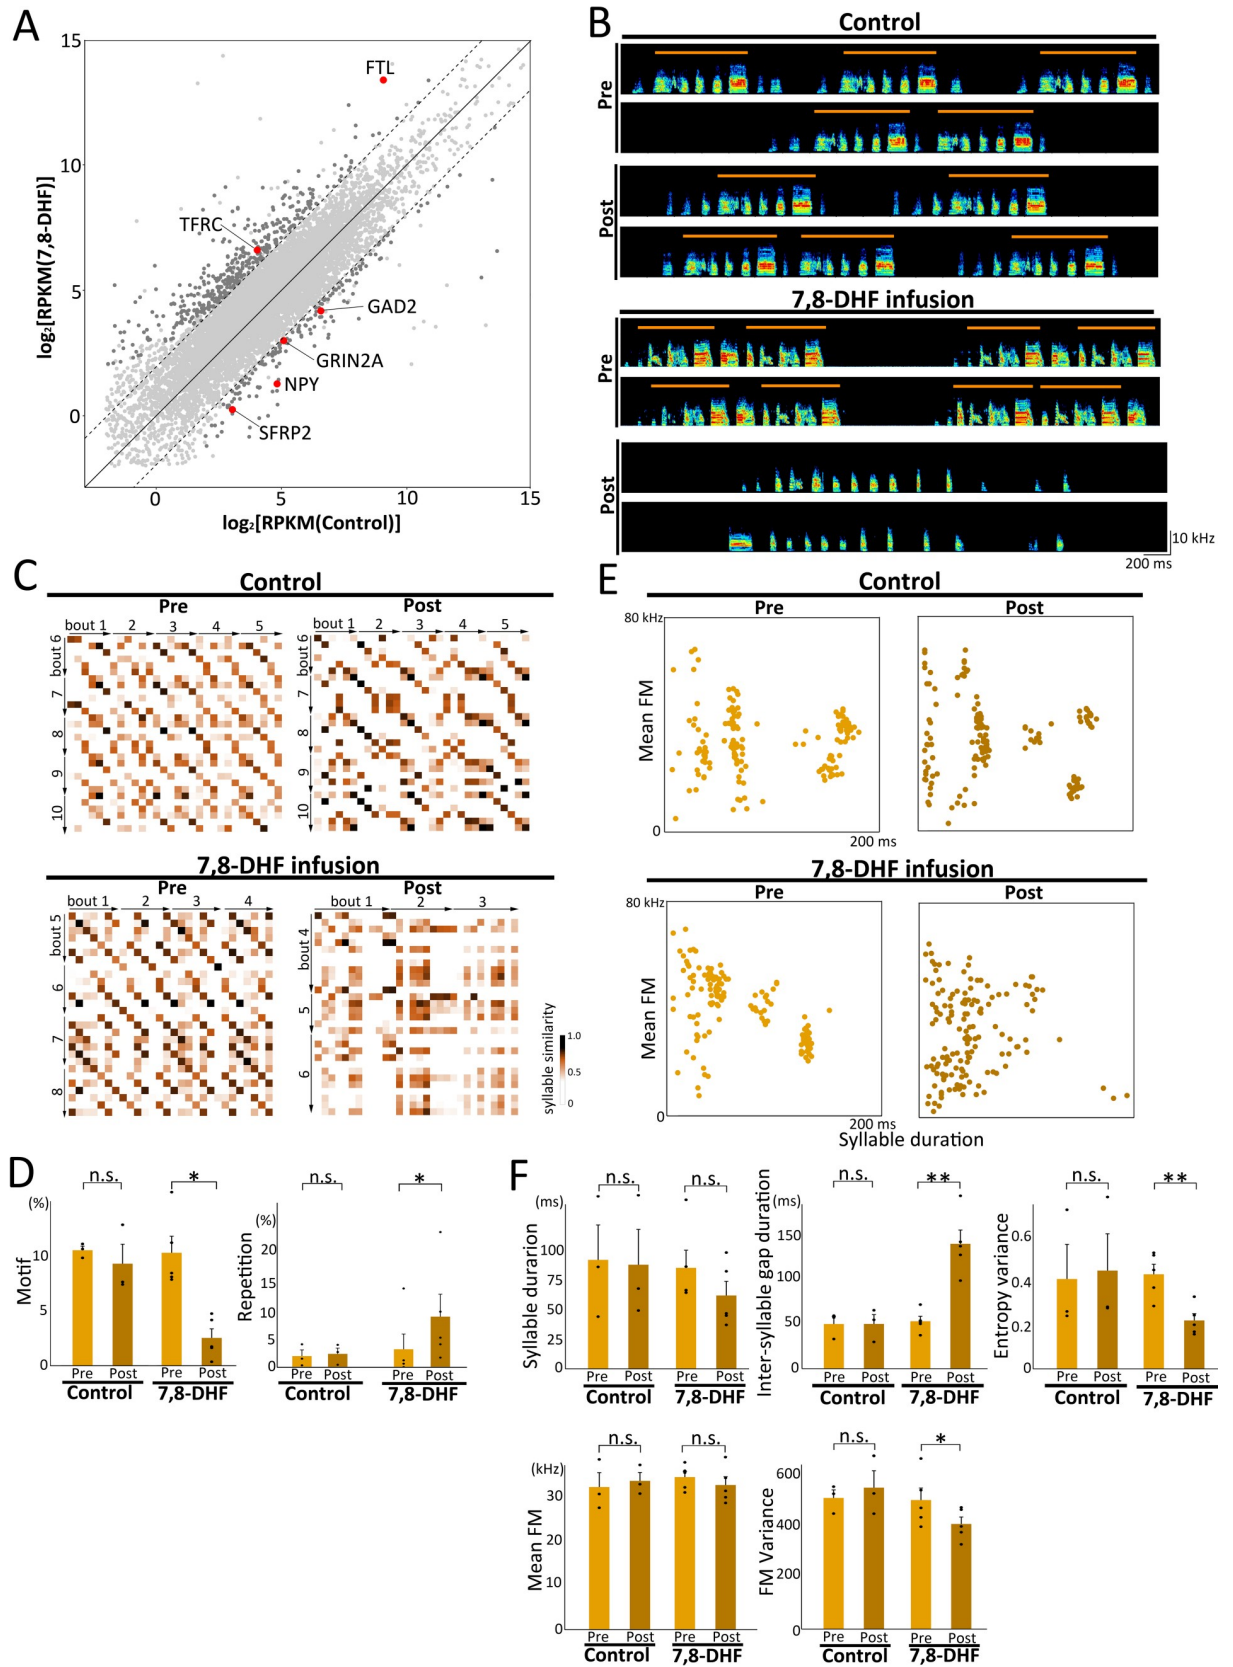 A
15
10
5
0
0
5
10
15
log₂[RPKM(7,8-DHF)]
log₂[RPKM(Control)]
FTL
TFRC
GAD2
GRIN2A
NPY
SFRP2
B
Control
Pre
Post
7,8-DHF infusion
Pre
Post
10 kHz
200 ms
C
Control
Pre
Post
bout 1 2 3 4 5
bout 1 2 3 4 5
bout 6 7 8 9 10
bout 6 7 8 9 10
7,8-DHF infusion
Pre
Post
bout 1 2 3 4
bout 1 2 3
bout 5 6 7 8
bout 4 5 6
syllable similarity
1.0
0.5
0
E
Control
Pre
Post
80 kHz
Mean FM
0
200 ms
7,8-DHF infusion
Pre
Post
80 kHz
Mean FM
0
200 ms
Syllable duration
D
n.s.
*
(%)
10
5
0
Motif
Pre Post Pre Post
Control 7,8-DHF
n.s.
*
(%)
20
15
10
5
0
Repetition
Pre Post Pre Post
Control 7,8-DHF
F
n.s.
n.s.
(ms)
100
75
50
25
0
Syllable durarion
Pre Post Pre Post
Control 7,8-DHF
n.s.
**
(ms)
150
100
50
0
Inter-syllable gap duration
Pre Post Pre Post
Control 7,8-DHF
n.s.
**
0.6
0.4
0.2
0
Entropy variance
Pre Post Pre Post
Control 7,8-DHF
n.s.
n.s.
(kHz)
30
20
10
0
Mean FM
Pre Post Pre Post
Control 7,8-DHF
n.s.
*
600
400
200
0
FM Variance
Pre Post Pre Post
Control 7,8-DHF